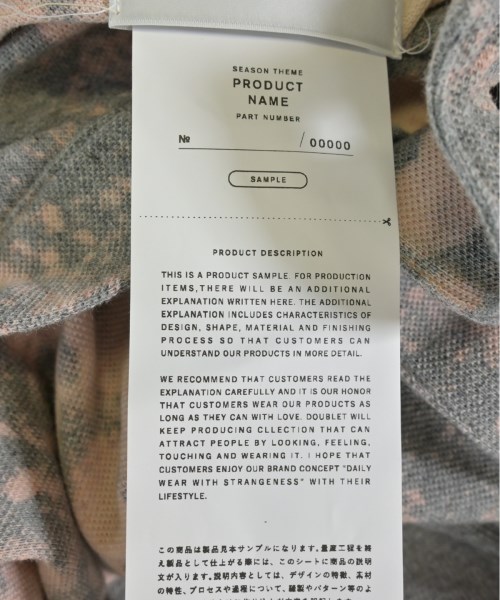 SEASON THEME
PRODUCT
NAME
PART NUMBER
№ / 00000
SAMPLE
PRODUCT DESCRIPTION
THIS IS A PRODUCT SAMPLE. FOR PRODUCTION
ITEMS, THERE WILL BE AN ADDITIONAL
EXPLANATION WRITTEN HERE. THE ADDITIONAL
EXPLANATION INCLUDES CHARACTERISTICS OF
DESIGN, SHAPE, MATERIAL AND FINISHING
PROCESS SO THAT CUSTOMERS CAN
UNDERSTAND OUR PRODUCTS IN MORE DETAIL.
WE RECOMMEND THAT CUSTOMERS READ THE
EXPLANATION CAREFULLY AND IT IS OUR HONOR
THAT CUSTOMERS WEAR OUR PRODUCTS AS
LONG AS THEY CAN WITH LOVE. DOUBLET WILL
KEEP PRODUCING CLLECTION THAT CAN
ATTRACT PEOPLE BY LOOKING, FEELING,
TOUCHING AND WEARING IT. I HOPE THAT
CUSTOMERS ENJOY OUR BRAND CONCEPT "DAILY
WEAR WITH STRANGENESS" WITH THEIR
LIFESTYLE.
この商品は製品見本サンプルになります。量産工程を終
え製品として仕上がる際には、このシートに商品の説明
文が入ります。説明内容としては、デザインの特徴、素材
の特性、プロセスや過程について、縫製やパターン等のよ